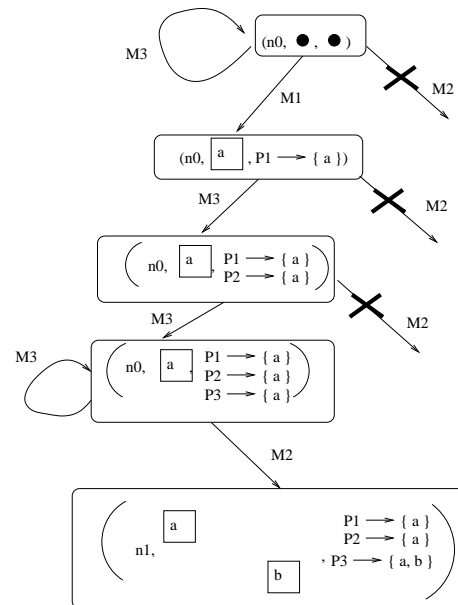 M3
(n0, ● , ● )
M2
M1
(n0, a , P1 → { a })
M3
M2
n0, a , P1 → { a }
P2 → { a }
M3
M2
M3
n0, a , P1 → { a }
P2 → { a }
P3 → { a }
M2
a
P1 → { a }
P2 → { a }
n1, , P3 → { a, b }
b